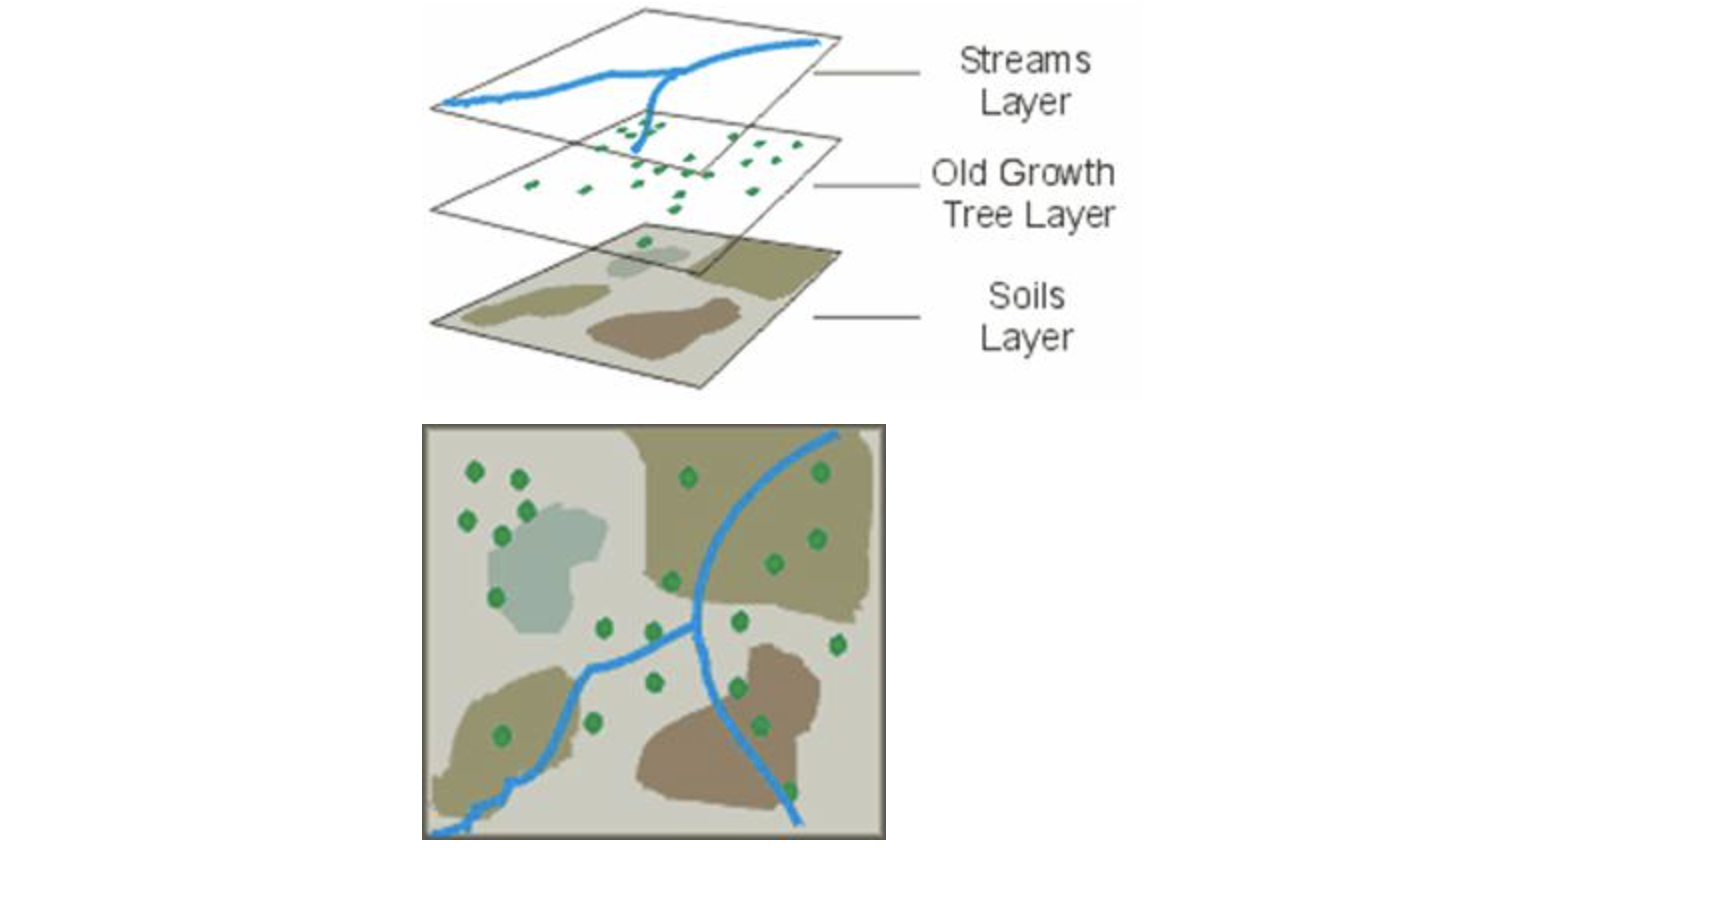 Streams
Layer
Old Growth
Tree Layer
Soils
Layer